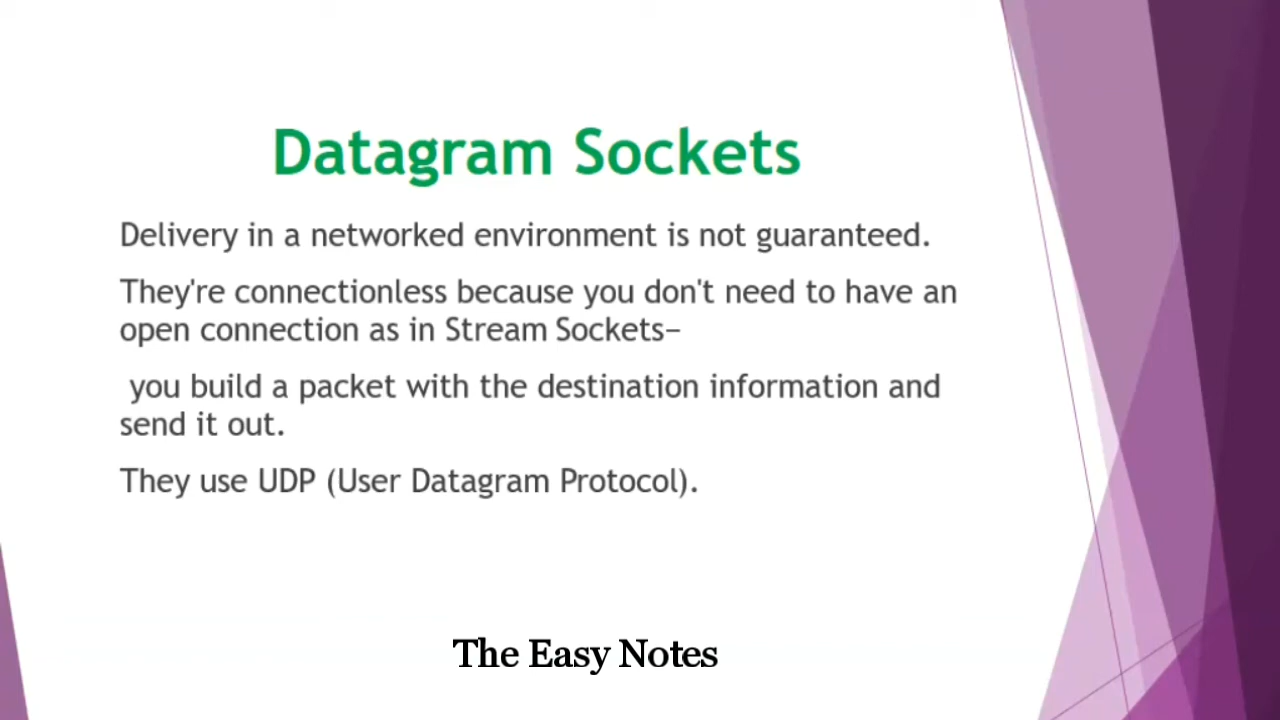 Datagram Sockets
Delivery in a networked environment is not guaranteed.
They're connectionless because you don't need to have an
open connection as in Stream Sockets−
you build a packet with the destination information and
send it out.
They use UDP (User Datagram Protocol).
The Easy Notes